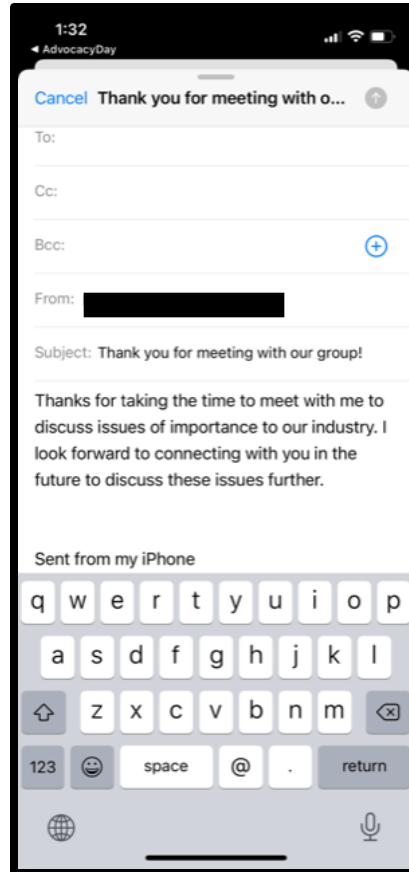 1:32
◀ AdvocacyDay
Cancel Thank you for meeting with o...
To:
Cc:
Bcc:
From:
Subject: Thank you for meeting with our group!
Thanks for taking the time to meet with me to
discuss issues of importance to our industry. I
look forward to connecting with you in the
future to discuss these issues further.
Sent from my iPhone
q w e r t y u i o p
a s d f g h j k l
z x c v b n m
123 space @ . return